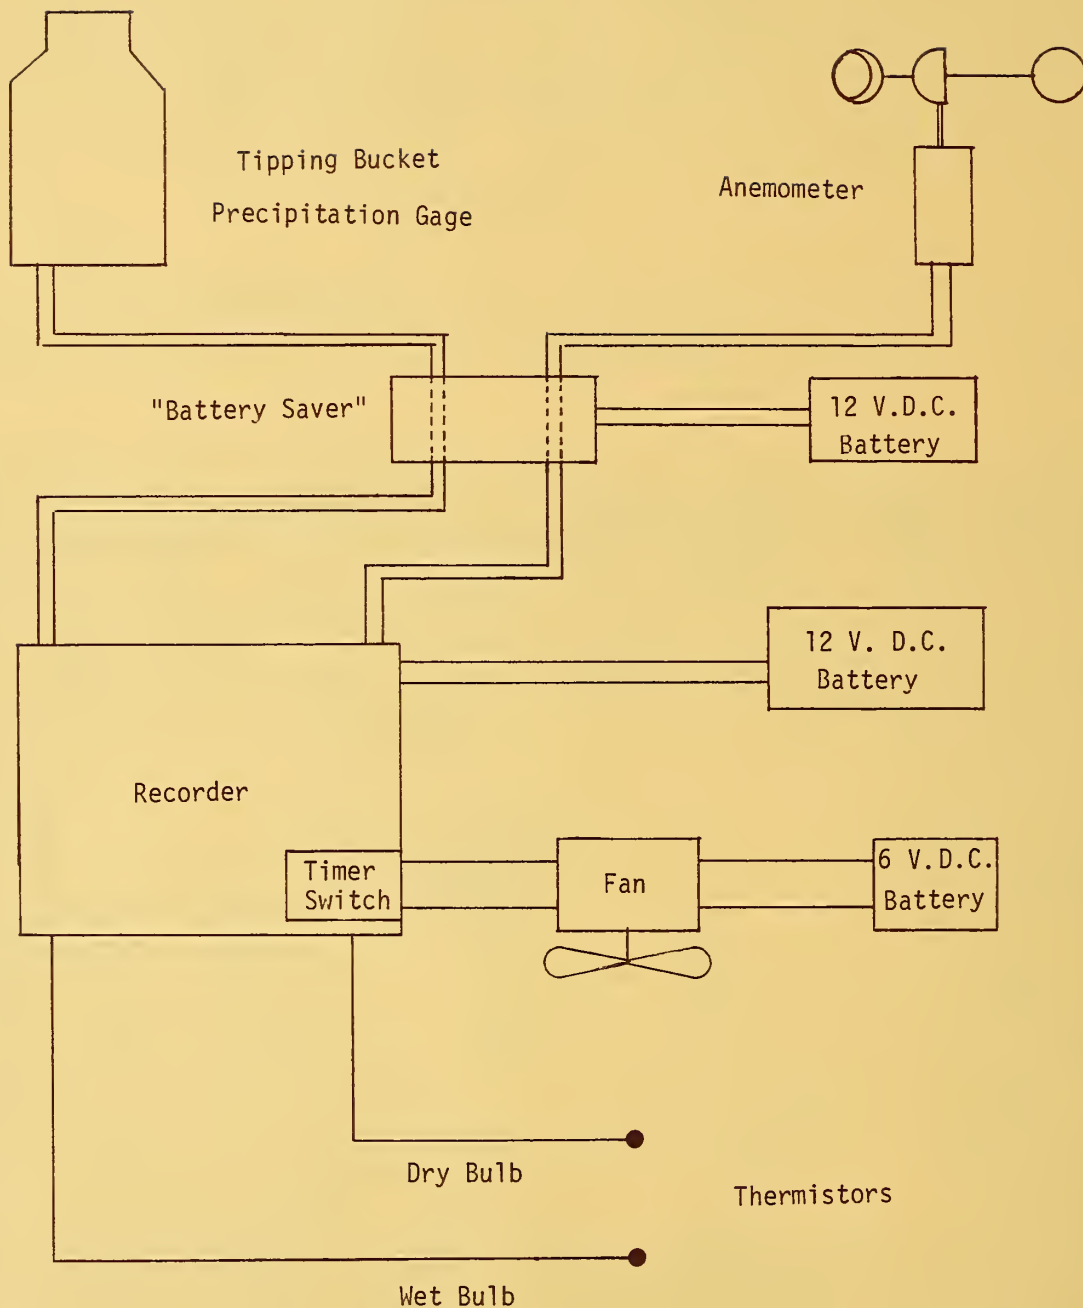 Tipping Bucket
Precipitation Gage
Anemometer
"Battery Saver"
12 V.D.C.
Battery
12 V. D.C.
Battery
Recorder
Timer
Switch
Fan
6 V.D.C.
Battery
Dry Bulb
Thermistors
Wet Bulb